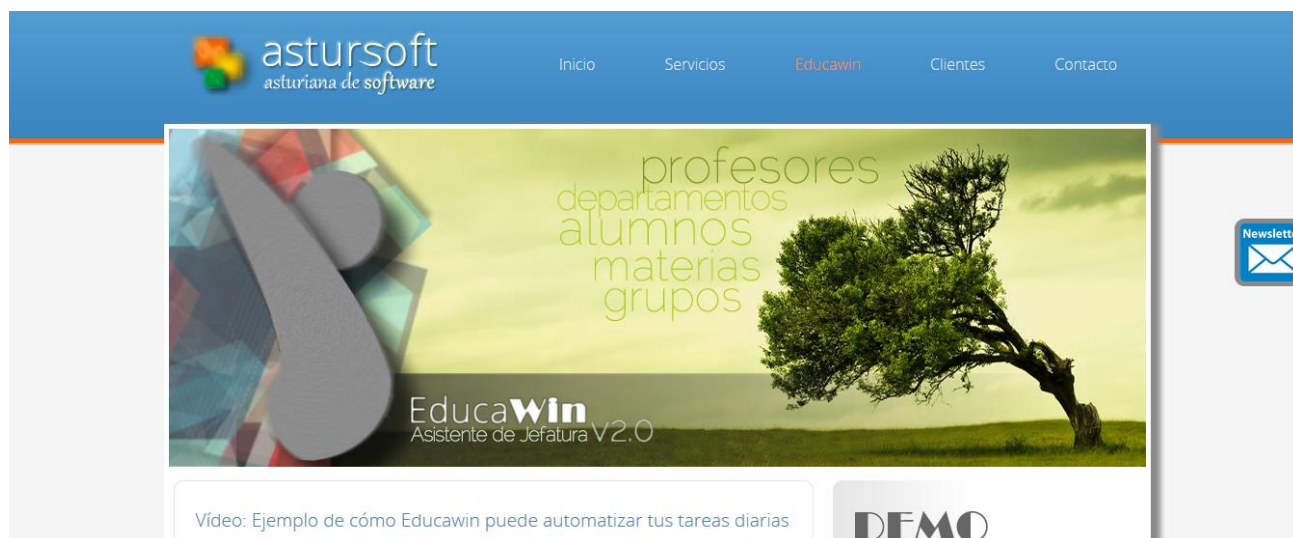 astursoft
asturiana de software
Inicio Servicios Educawin Clientes Contacto
profesores
departamentos
alumnos
materias
grupos
EducaWin
Asistente de Jefatura V2.0
Vídeo: Ejemplo de cómo Educawin puede automatizar tus tareas diarias
DEMO